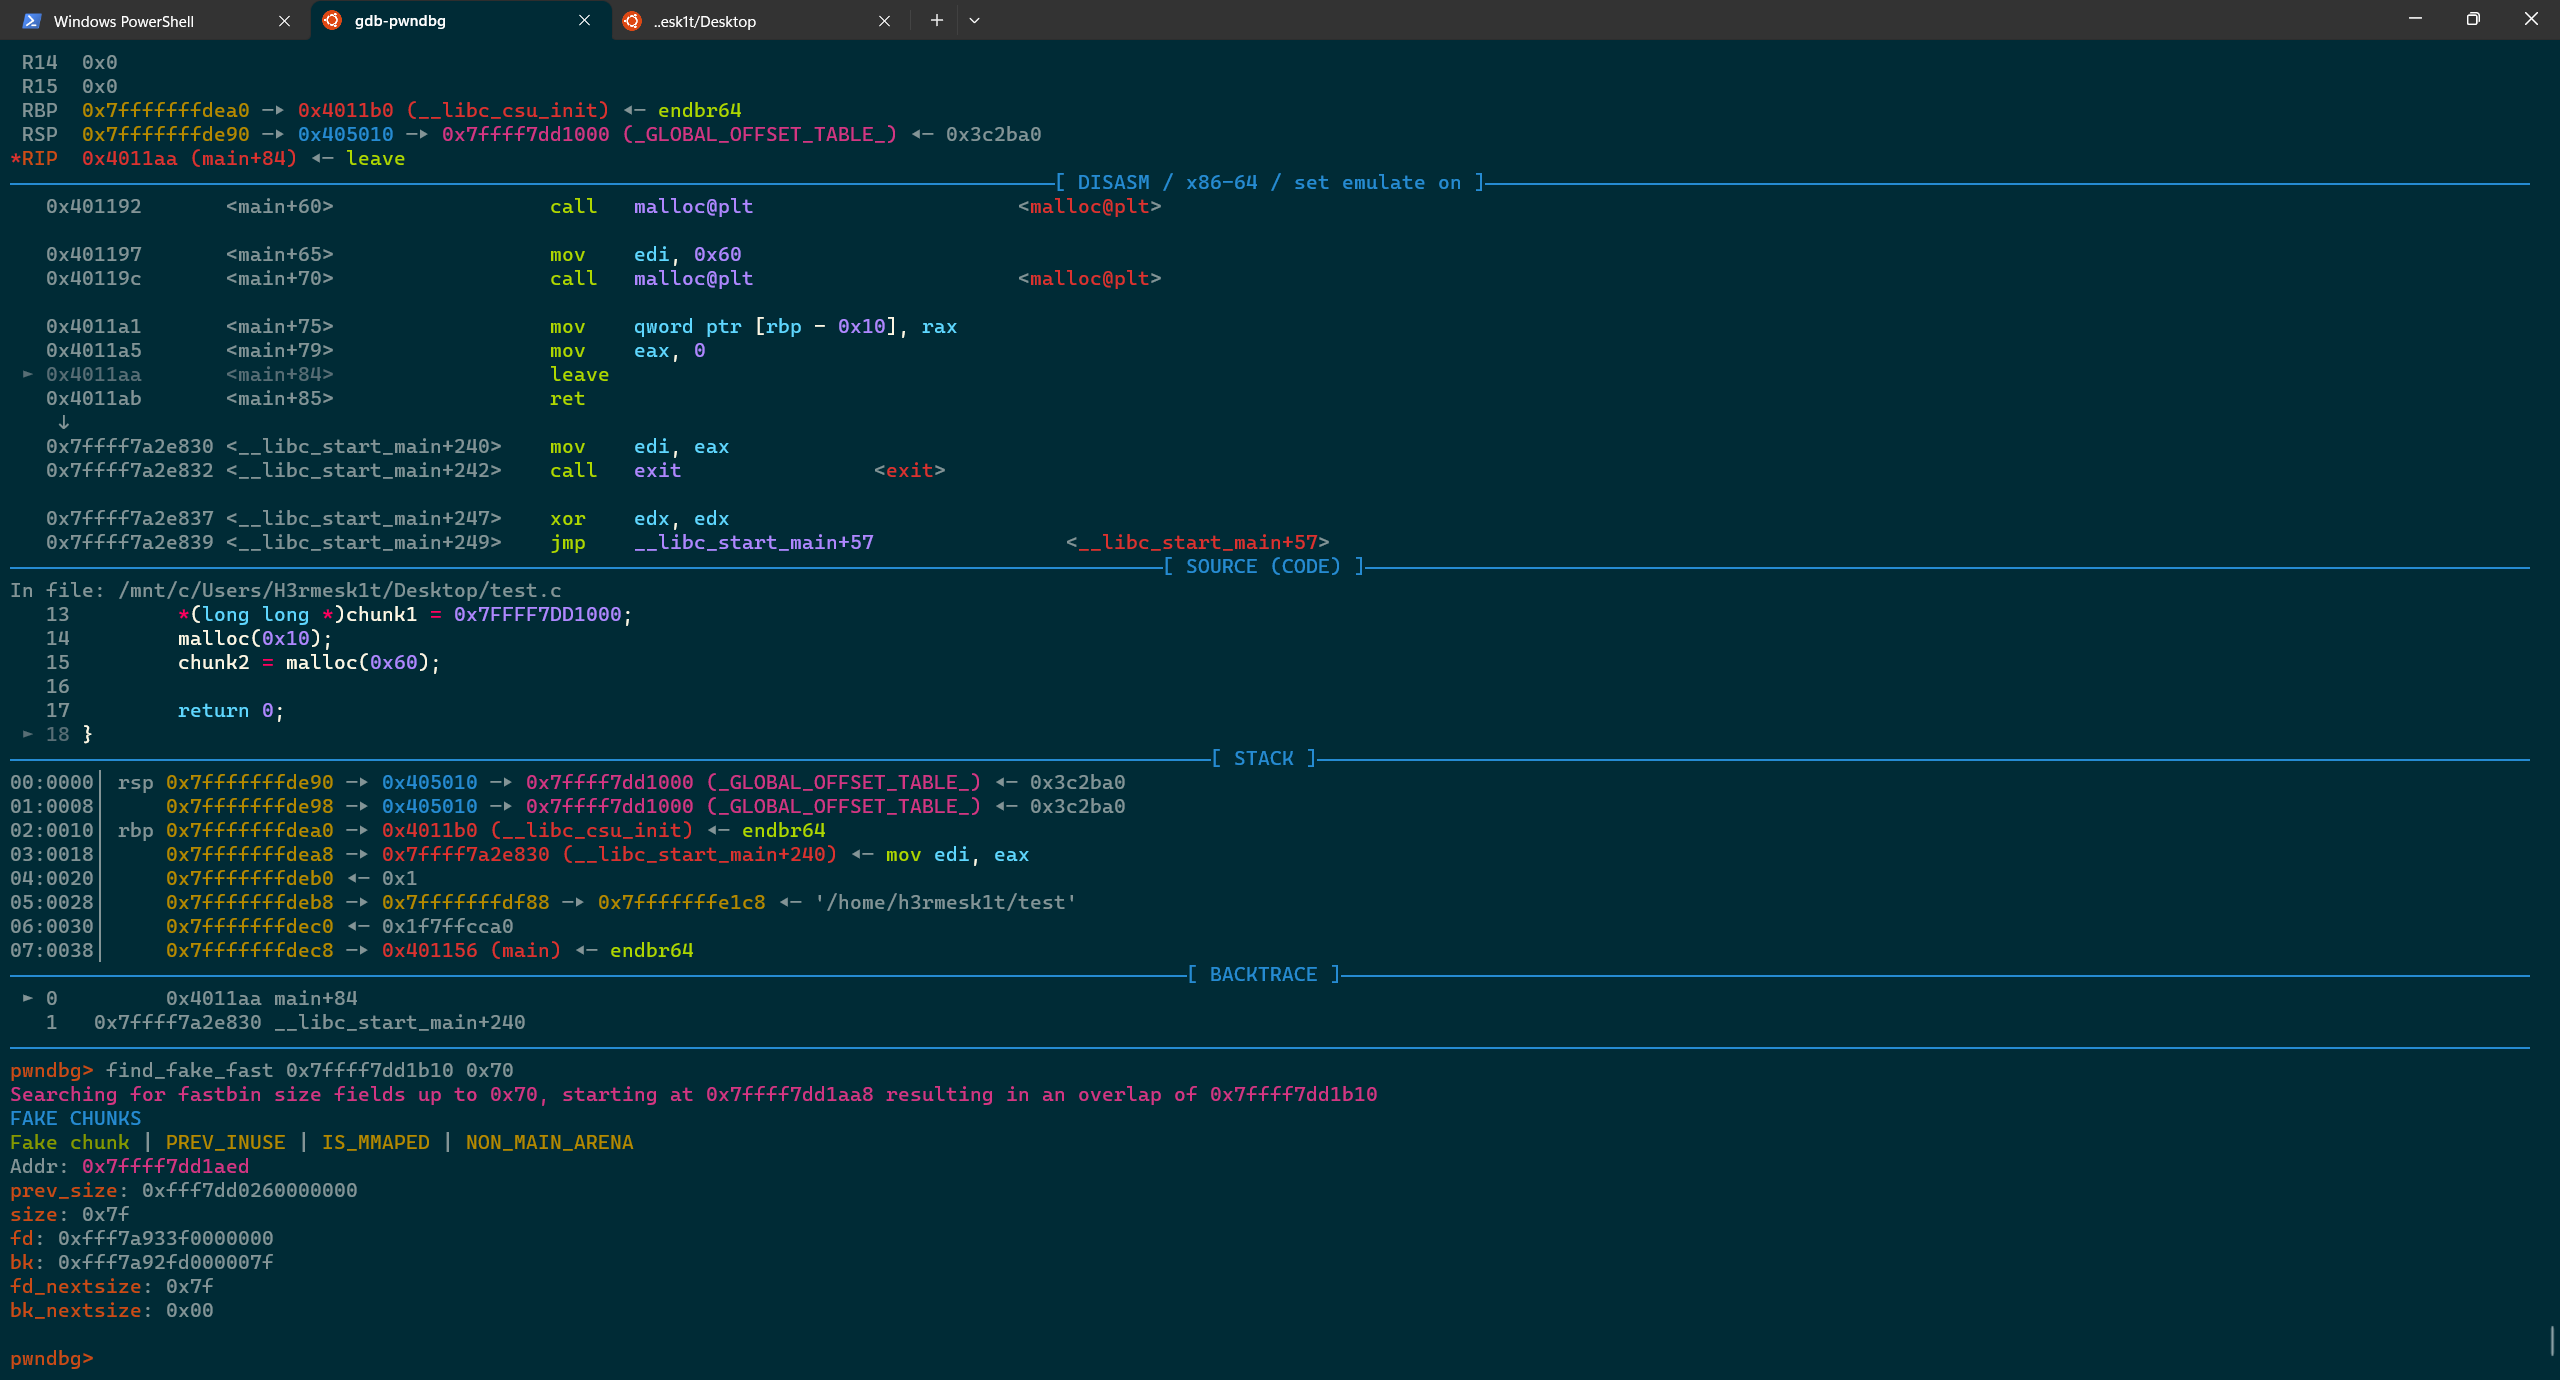 Windows PowerShell gdb-pwndbg ..esk1t/Desktop
R14 0x0
R15 0x0
RBP 0x7fffffffdea0 —▸ 0x4011b0 (__libc_csu_init) ◂— endbr64
RSP 0x7fffffffde90 —▸ 0x405010 —▸ 0x7ffff7dd1000 (_GLOBAL_OFFSET_TABLE_) ◂— 0x3c2ba0
*RIP 0x4011aa (main+84) ◂— leave
[ DISASM / x86-64 / set emulate on ]
0x401192 <main+60> call malloc@plt <malloc@plt>
0x401197 <main+65> mov edi, 0x60
0x40119c <main+70> call malloc@plt <malloc@plt>
0x4011a1 <main+75> mov qword ptr [rbp - 0x10], rax
0x4011a5 <main+79> mov eax, 0
► 0x4011aa <main+84> leave
0x4011ab <main+85> ret
↓
0x7ffff7a2e830 <__libc_start_main+240> mov edi, eax
0x7ffff7a2e832 <__libc_start_main+242> call exit <exit>
0x7ffff7a2e837 <__libc_start_main+247> xor edx, edx
0x7ffff7a2e839 <__libc_start_main+249> jmp __libc_start_main+57 <__libc_start_main+57>
[ SOURCE (CODE) ]
In file: /mnt/c/Users/H3rmesk1t/Desktop/test.c
13 *(long long *)chunk1 = 0x7FFFF7DD1000;
14 malloc(0x10);
15 chunk2 = malloc(0x60);
16
17 return 0;
► 18 }
[ STACK ]
00:0000│ rsp 0x7fffffffde90 —▸ 0x405010 —▸ 0x7ffff7dd1000 (_GLOBAL_OFFSET_TABLE_) ◂— 0x3c2ba0
01:0008│ 0x7fffffffde98 —▸ 0x405010 —▸ 0x7ffff7dd1000 (_GLOBAL_OFFSET_TABLE_) ◂— 0x3c2ba0
02:0010│ rbp 0x7fffffffdea0 —▸ 0x4011b0 (__libc_csu_init) ◂— endbr64
03:0018│ 0x7fffffffdea8 —▸ 0x7ffff7a2e830 (__libc_start_main+240) ◂— mov edi, eax
04:0020│ 0x7fffffffdeb0 ◂— 0x1
05:0028│ 0x7fffffffdeb8 —▸ 0x7fffffffdf88 —▸ 0x7fffffffe1c8 ◂— '/home/h3rmesk1t/test'
06:0030│ 0x7fffffffdec0 ◂— 0x1f7ffcca0
07:0038│ 0x7fffffffdec8 —▸ 0x401156 (main) ◂— endbr64
[ BACKTRACE ]
► 0 0x4011aa main+84
1 0x7ffff7a2e830 __libc_start_main+240
pwndbg> find_fake_fast 0x7ffff7dd1b10 0x70
Searching for fastbin size fields up to 0x70, starting at 0x7ffff7dd1aa8 resulting in an overlap of 0x7ffff7dd1b10
FAKE CHUNKS
Fake chunk | PREV_INUSE | IS_MMAPED | NON_MAIN_ARENA
Addr: 0x7ffff7dd1aed
prev_size: 0xfff7dd0260000000
size: 0x7f
fd: 0xfff7a933f0000000
bk: 0xfff7a92fd000007f
fd_nextsize: 0x7f
bk_nextsize: 0x00
pwndbg>